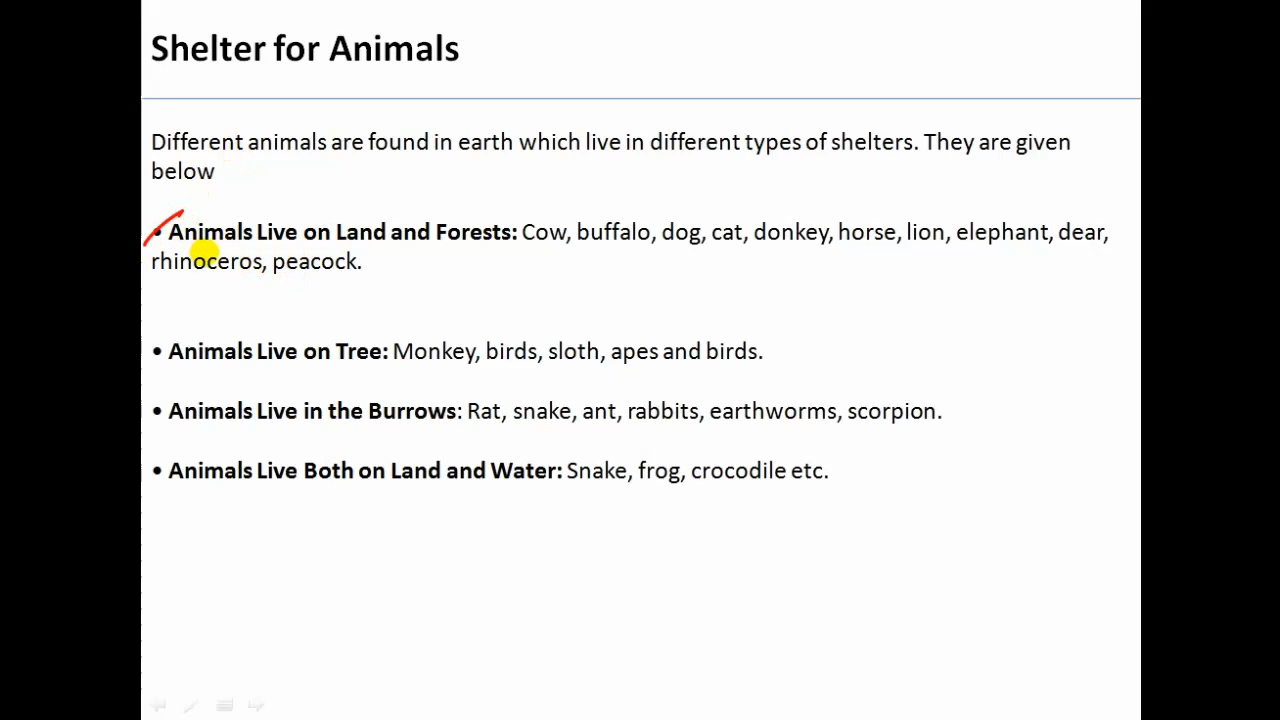 Shelter for Animals
Different animals are found in earth which live in different types of shelters. They are given
below
• Animals Live on Land and Forests: Cow, buffalo, dog, cat, donkey, horse, lion, elephant, dear,
rhinoceros, peacock.
• Animals Live on Tree: Monkey, birds, sloth, apes and birds.
• Animals Live in the Burrows: Rat, snake, ant, rabbits, earthworms, scorpion.
• Animals Live Both on Land and Water: Snake, frog, crocodile etc.